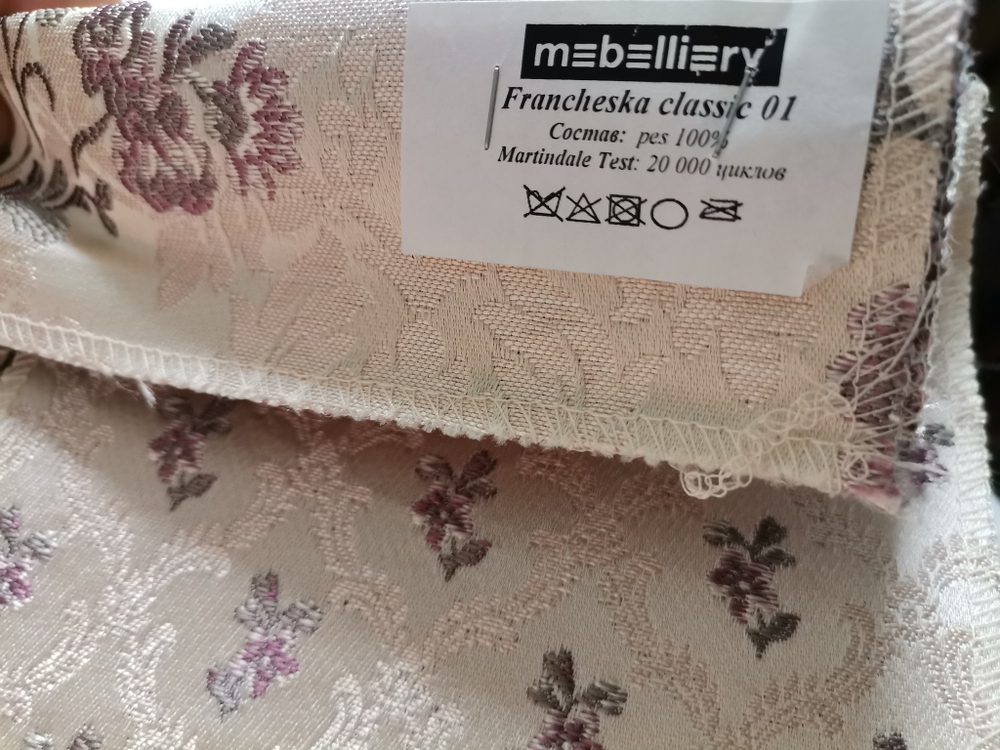 mebelliery
Francheska classic 01
Состав: pes 100%
Martindale Test: 20 000 циклов